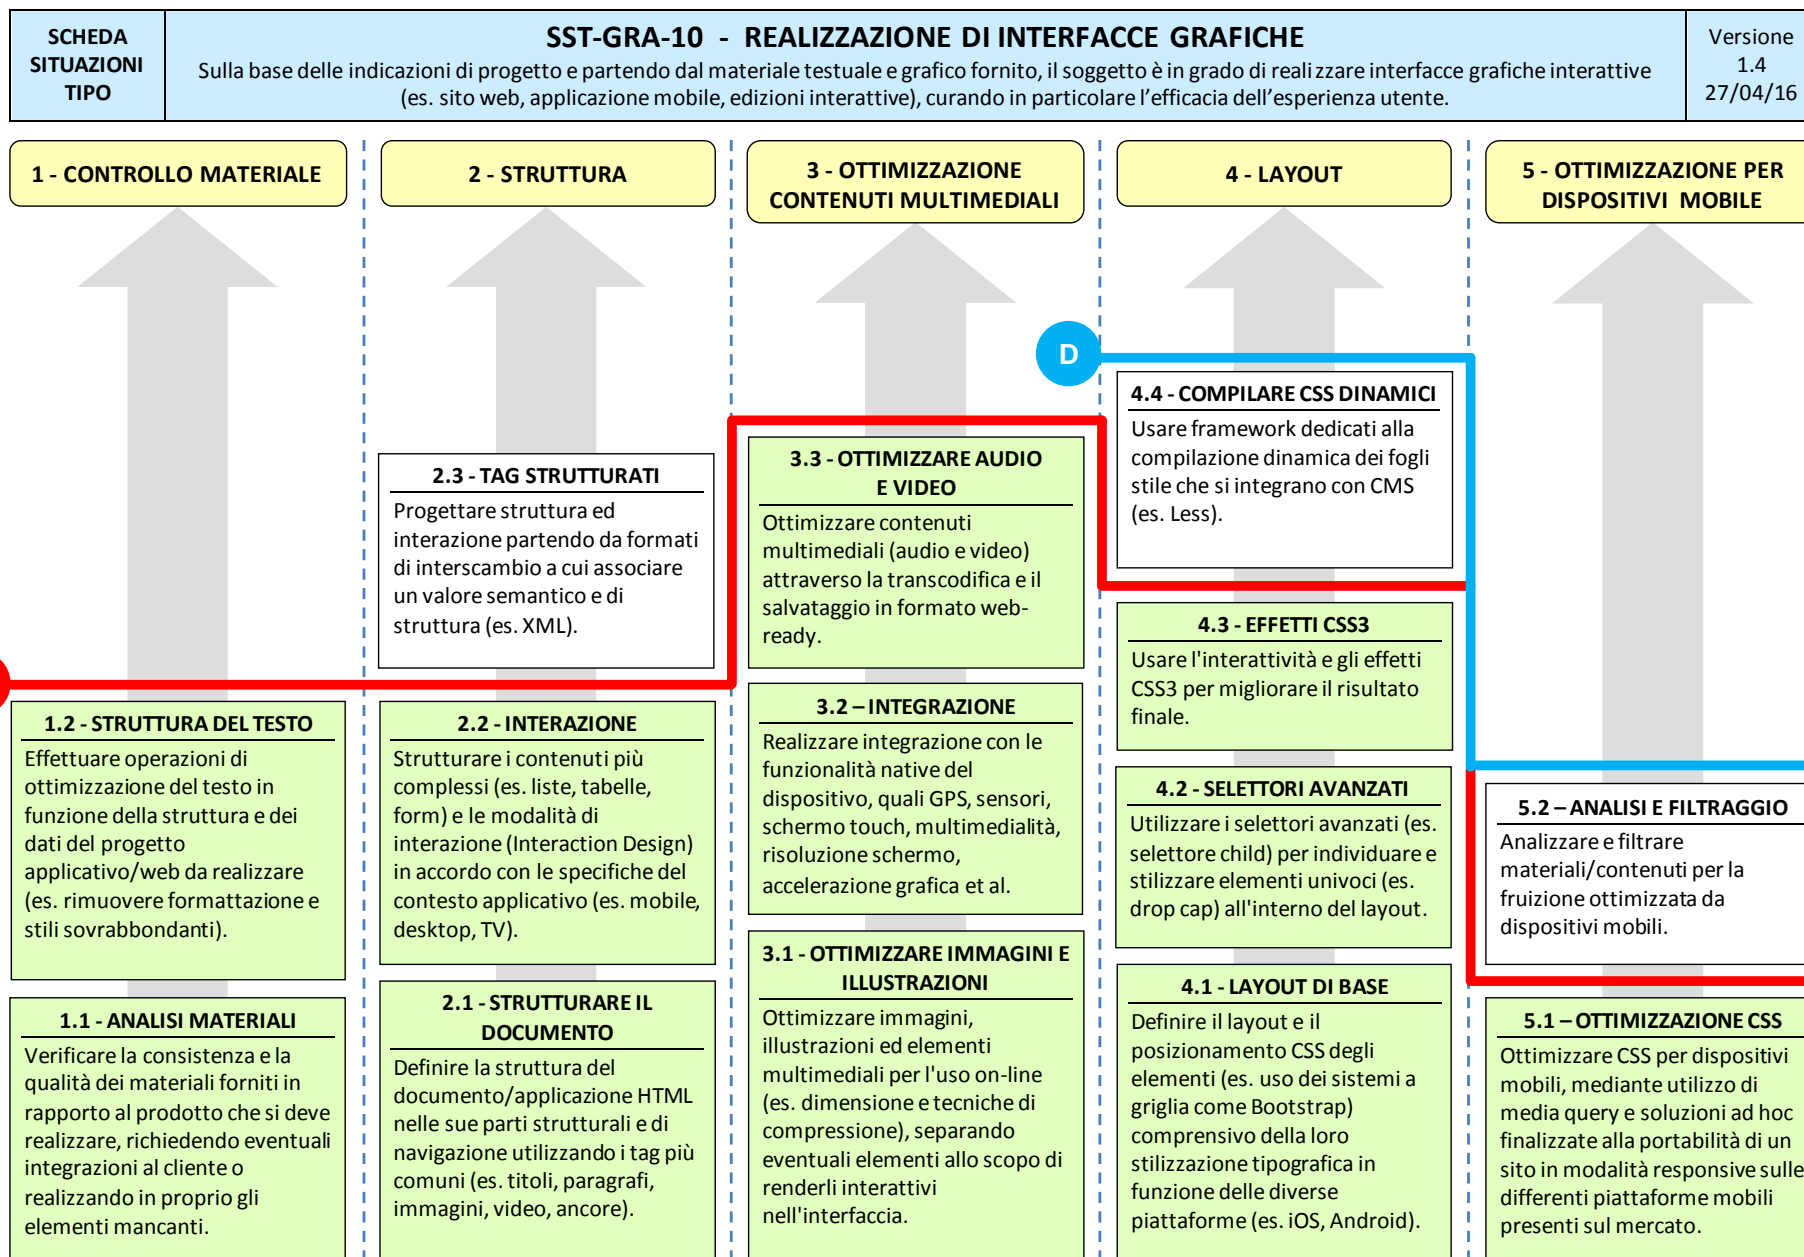 SCHEDA
SITUAZIONI
TIPO
SST-GRA-10 - REALIZZAZIONE DI INTERFACCE GRAFICHE
Sulla base delle indicazioni di progetto e partendo dal materiale testuale e grafico fornito, il soggetto è in grado di realizzare interfacce grafiche interattive
(es. sito web, applicazione mobile, edizioni interattive), curando in particolare l'efficacia dell'esperienza utente.
Versione
1.4
27/04/16
1 - CONTROLLO MATERIALE
2 - STRUTTURA
3 - OTTIMIZZAZIONE
CONTENUTI MULTIMEDIALI
4 - LAYOUT
5 - OTTIMIZZAZIONE PER
DISPOSITIVI MOBILE
1.2 - STRUTTURA DEL TESTO
Effettuare operazioni di
ottimizzazione del testo in
funzione della struttura e dei
dati del progetto
applicativo/web da realizzare
(es. rimuovere formattazione e
stili sovrabbondanti).
1.1 - ANALISI MATERIALI
Verificare la consistenza e la
qualità dei materiali forniti in
rapporto al prodotto che si deve
realizzare, richiedendo eventuali
integrazioni al cliente o
realizzando in proprio gli
elementi mancanti.
2.3 - TAG STRUTTURATI
Progettare struttura ed
interazione partendo da formati
di interscambio a cui associare
un valore semantico e di
struttura (es. XML).
2.2 - INTERAZIONE
Strutturare i contenuti più
complessi (es. liste, tabelle,
form) e le modalità di
interazione (Interaction Design)
in accordo con le specifiche del
contesto applicativo (es. mobile,
desktop, TV).
2.1 - STRUTTURARE IL
DOCUMENTO
Definire la struttura del
documento/applicazione HTML
nelle sue parti strutturali e di
navigazione utilizzando i tag più
comuni (es. titoli, paragrafi,
immagini, video, ancore).
3.3 - OTTIMIZZARE AUDIO
E VIDEO
Ottimizzare contenuti
multimediali (audio e video)
attraverso la transcodifica e il
salvataggio in formato web-
ready.
3.2 – INTEGRAZIONE
Realizzare integrazione con le
funzionalità native del
dispositivo, quali GPS, sensori,
schermo touch, multimedialità,
risoluzione schermo,
accelerazione grafica et al.
3.1 - OTTIMIZZARE IMMAGINI E
ILLUSTRAZIONI
Ottimizzare immagini,
illustrazioni ed elementi
multimediali per l'uso on-line
(es. dimensione e tecniche di
compressione), separando
eventuali elementi allo scopo di
renderli interattivi
nell'interfaccia.
D
4.4 - COMPILARE CSS DINAMICI
Usare framework dedicati alla
compilazione dinamica dei fogli
stile che si integrano con CMS
(es. Less).
4.3 - EFFETTI CSS3
Usare l'interattività e gli effetti
CSS3 per migliorare il risultato
finale.
4.2 - SELETTORI AVANZATI
Utilizzare i selettori avanzati (es.
selettore child) per individuare e
stilizzare elementi univoci (es.
drop cap) all'interno del layout.
4.1 - LAYOUT DI BASE
Definire il layout e il
posizionamento CSS degli
elementi (es. uso dei sistemi a
griglia come Bootstrap)
comprensivo della loro
stilizzazione tipografica in
funzione delle diverse
piattaforme (es. iOS, Android).
5.2 – ANALISI E FILTRAGGIO
Analizzare e filtrare
materiali/contenuti per la
fruizione ottimizzata da
dispositivi mobili.
5.1 – OTTIMIZZAZIONE CSS
Ottimizzare CSS per dispositivi
mobili, mediante utilizzo di
media query e soluzioni ad hoc
finalizzate alla portabilità di un
sito in modalità responsive sulle
differenti piattaforme mobili
presenti sul mercato.